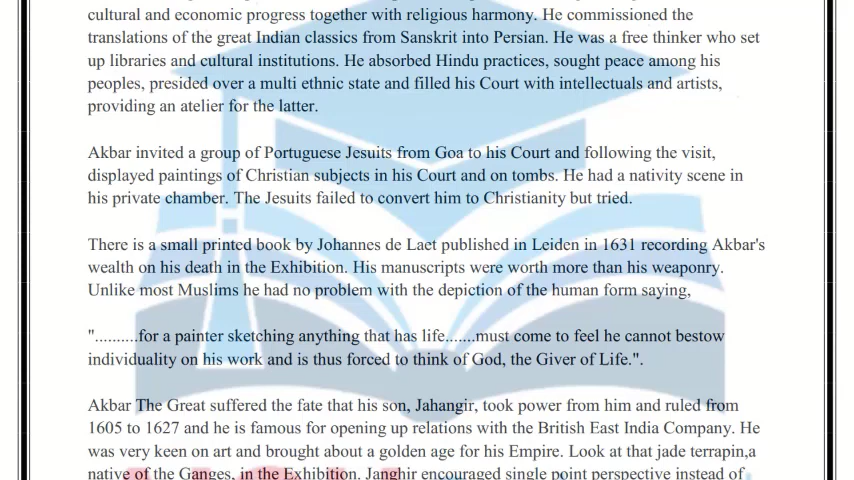 cultural and economic progress together with religious harmony. He commissioned the
translations of the great Indian classics from Sanskrit into Persian. He was a free thinker who set
up libraries and cultural institutions. He absorbed Hindu practices, sought peace among his
peoples, presided over a multi ethnic state and filled his Court with intellectuals and artists,
providing an atelier for the latter.
Akbar invited a group of Portuguese Jesuits from Goa to his Court and following the visit,
displayed paintings of Christian subjects in his Court and on tombs. He had a nativity scene in
his private chamber. The Jesuits failed to convert him to Christianity but tried.
There is a small printed book by Johannes de Laet published in Leiden in 1631 recording Akbar's
wealth on his death in the Exhibition. His manuscripts were worth more than his weaponry.
Unlike most Muslims he had no problem with the depiction of the human form saying,
"..........for a painter sketching anything that has life.......must come to feel he cannot bestow
individuality on his work and is thus forced to think of God, the Giver of Life.".
Akbar The Great suffered the fate that his son, Jahangir, took power from him and ruled from
1605 to 1627 and he is famous for opening up relations with the British East India Company. He
was very keen on art and brought about a golden age for his Empire. Look at that jade terrapin,a
native of the Ganges, in the Exhibition. Janghir encouraged single point perspective instead of